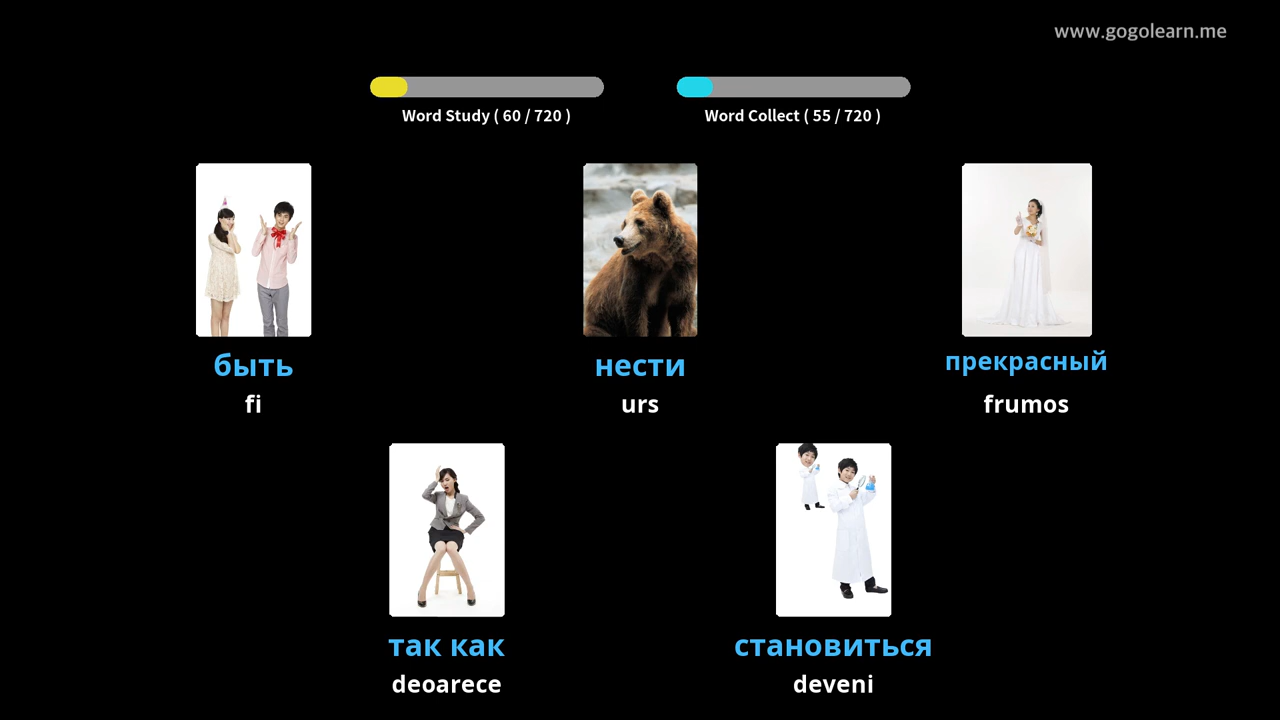 www.gogolearn.me
Word Study ( 60 / 720 )
Word Collect ( 55 / 720 )
быть
fi
нести
urs
прекрасный
frumos
так как
deoarece
становиться
deveni